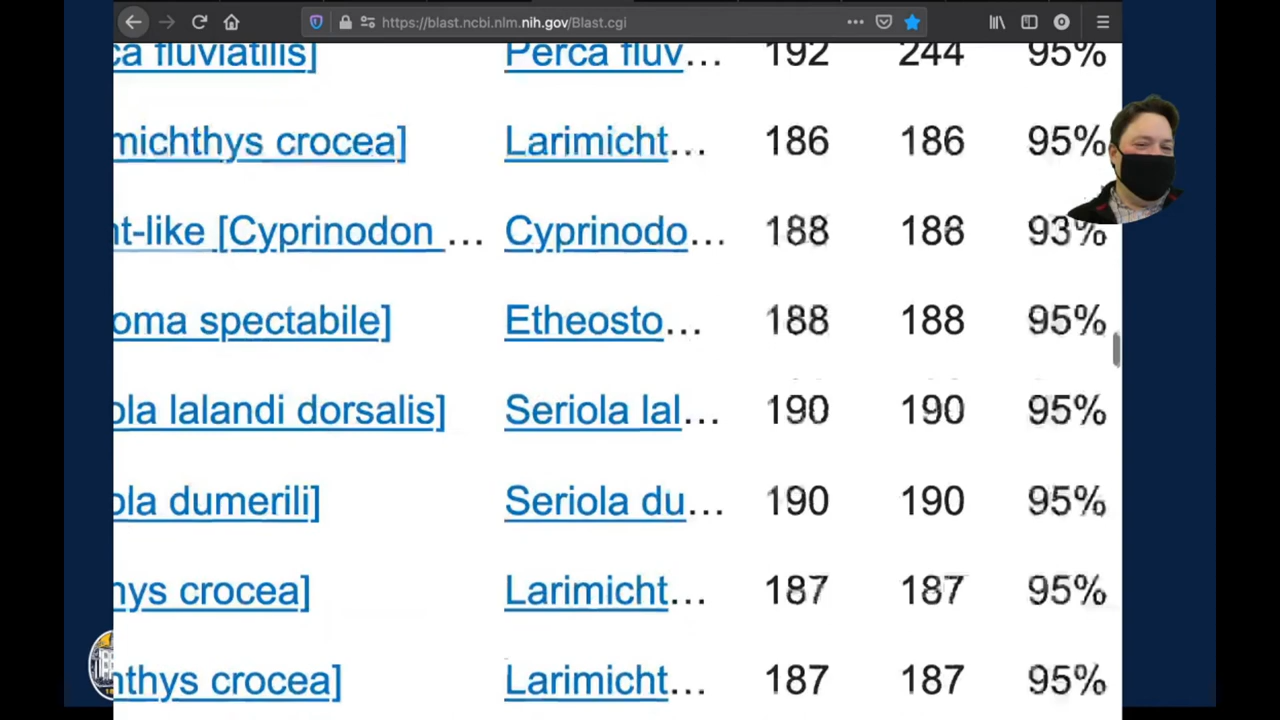 https://blast.ncbi.nlm.nih.gov/Blast.cgi
ca fluviatilis] Perca fluv... 192 244 95%
michthys crocea] Larimicht... 186 186 95%
nt-like [Cyprinodon ... Cyprinodo... 188 188 93%
oma spectabile] Etheosto... 188 188 95%
ola lalandi dorsalis] Seriola lal... 190 190 95%
ola dumerili] Seriola du... 190 190 95%
hys crocea] Larimicht... 187 187 95%
nthys crocea] Larimicht... 187 187 95%